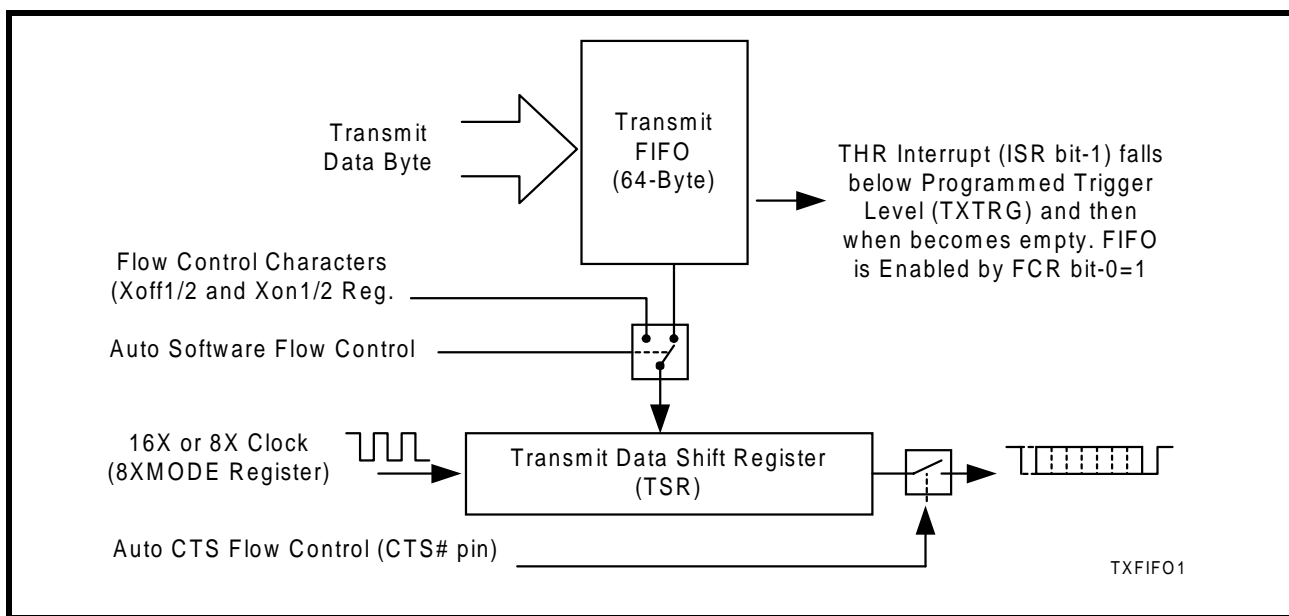 Transmit
Data Byte
Transmit
FIFO
(64-Byte)
THR Interrupt (ISR bit-1) falls
below Programmed Trigger
Level (TXTRG) and then
when becomes empty. FIFO
is Enabled by FCR bit-0=1
Flow Control Characters
(Xoff1/2 and Xon1/2 Reg.
Auto Software Flow Control
16X or 8X Clock
(8XMODE Register)
Transmit Data Shift Register
(TSR)
Auto CTS Flow Control (CTS# pin)
TXFIFO1